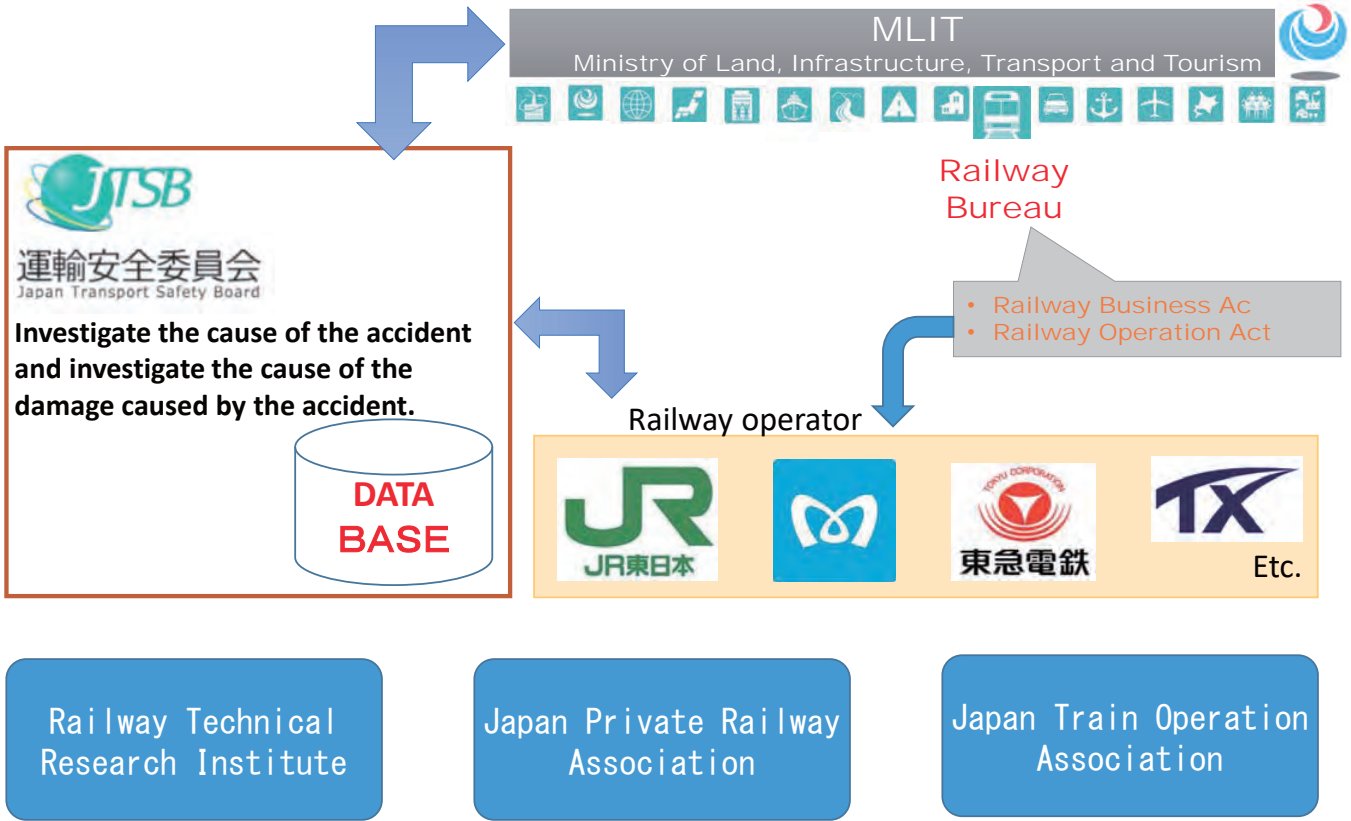 MLIT
Ministry of Land, Infrastructure, Transport and Tourism
JTSB
運輸安全委員会
Japan Transport Safety Board
Investigate the cause of the accident
and investigate the cause of the
damage caused by the accident.
DATA
BASE
Railway
Bureau
• Railway Business Ac
• Railway Operation Act
Railway operator
JR
JR東日本
TOKYU CORPORATION
東急電鉄
TX
Etc.
Railway Technical
Research Institute
Japan Private Railway
Association
Japan Train Operation
Association